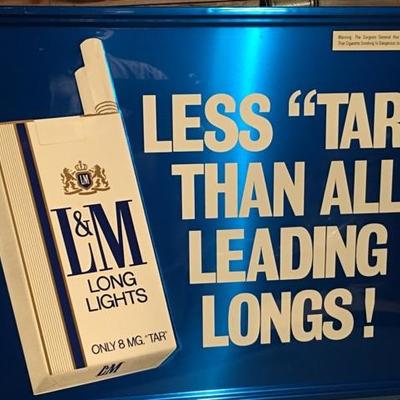 Warning: The Surgeon General Has
That Cigarette Smoking Is Dangerous
LESS "TAR
THAN ALL
LEADING
LONGS!
L&M
L&M
LONG
LIGHTS
ONLY 8 MG. "TAR"
L&M